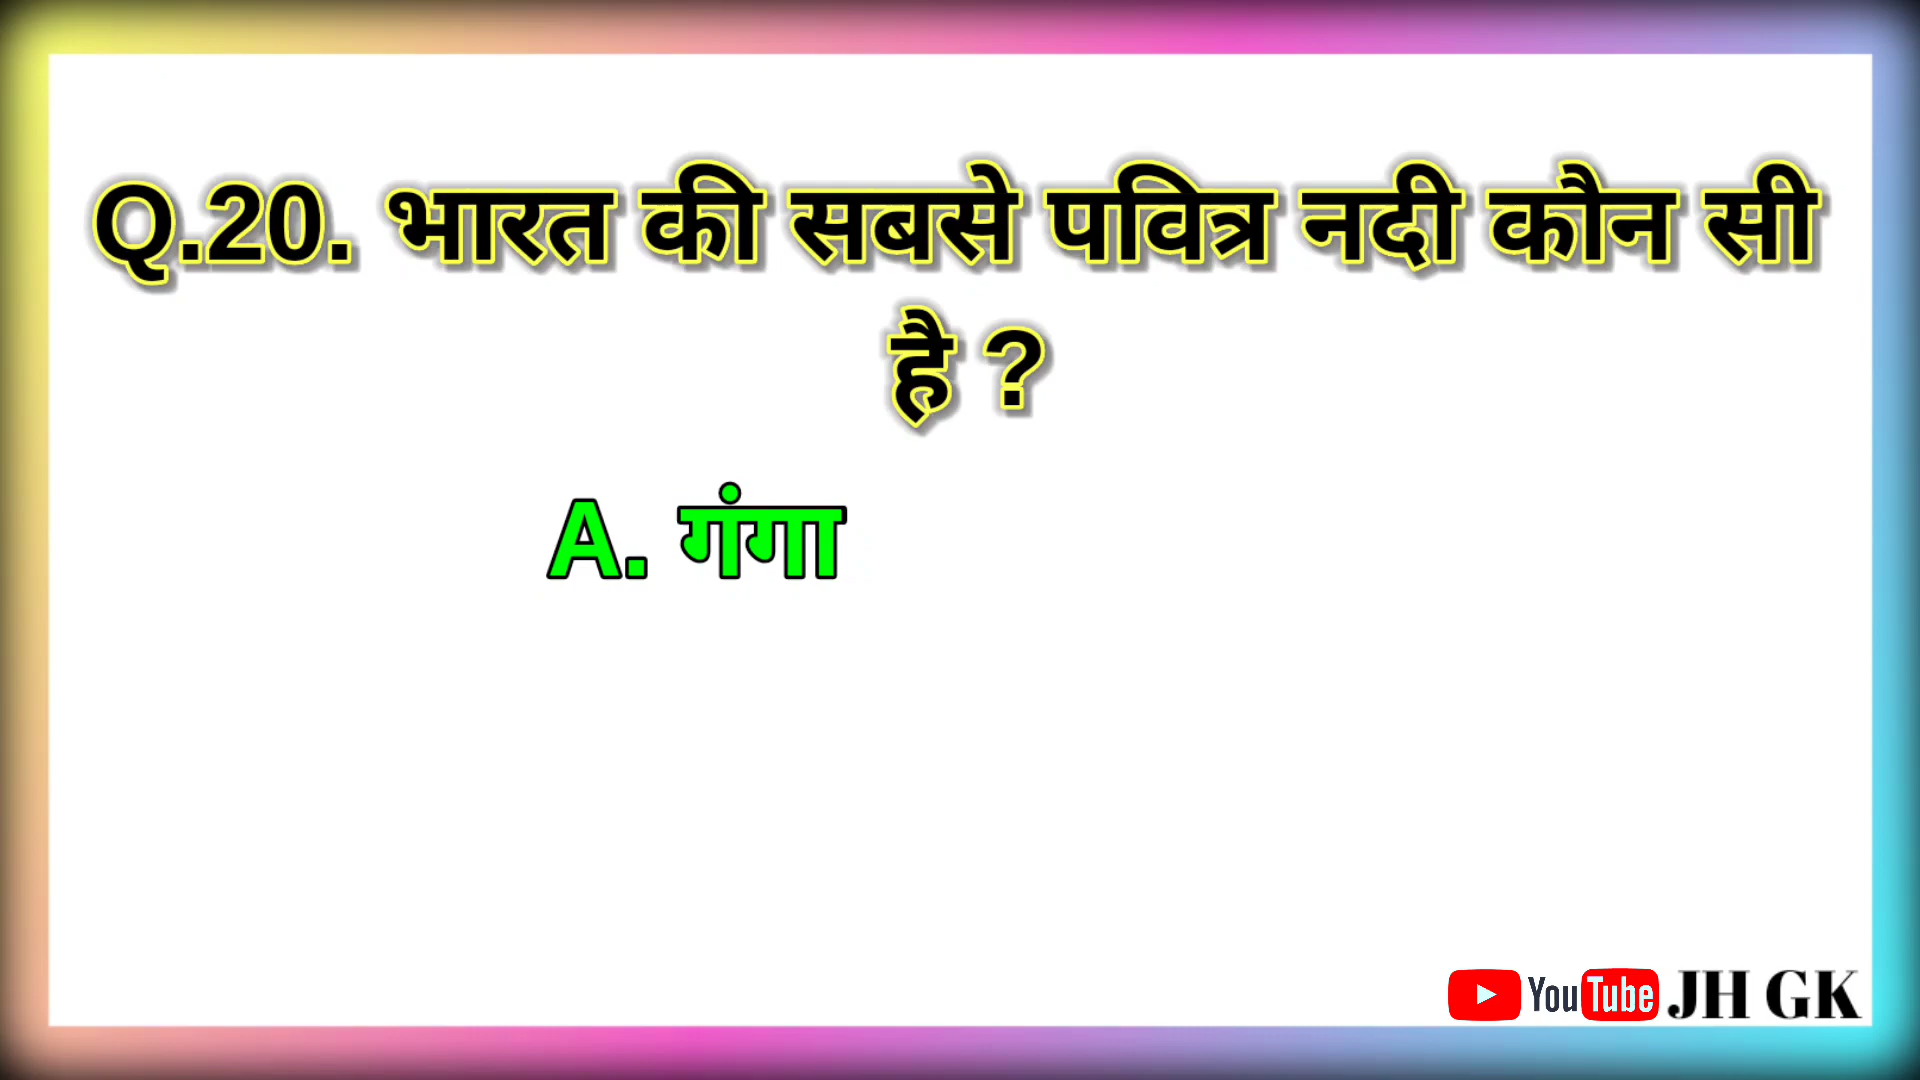 Q.20. भारत की सबसे पवित्र नदी कौन सी
है ?
A. गंगा
YouTube JH GK